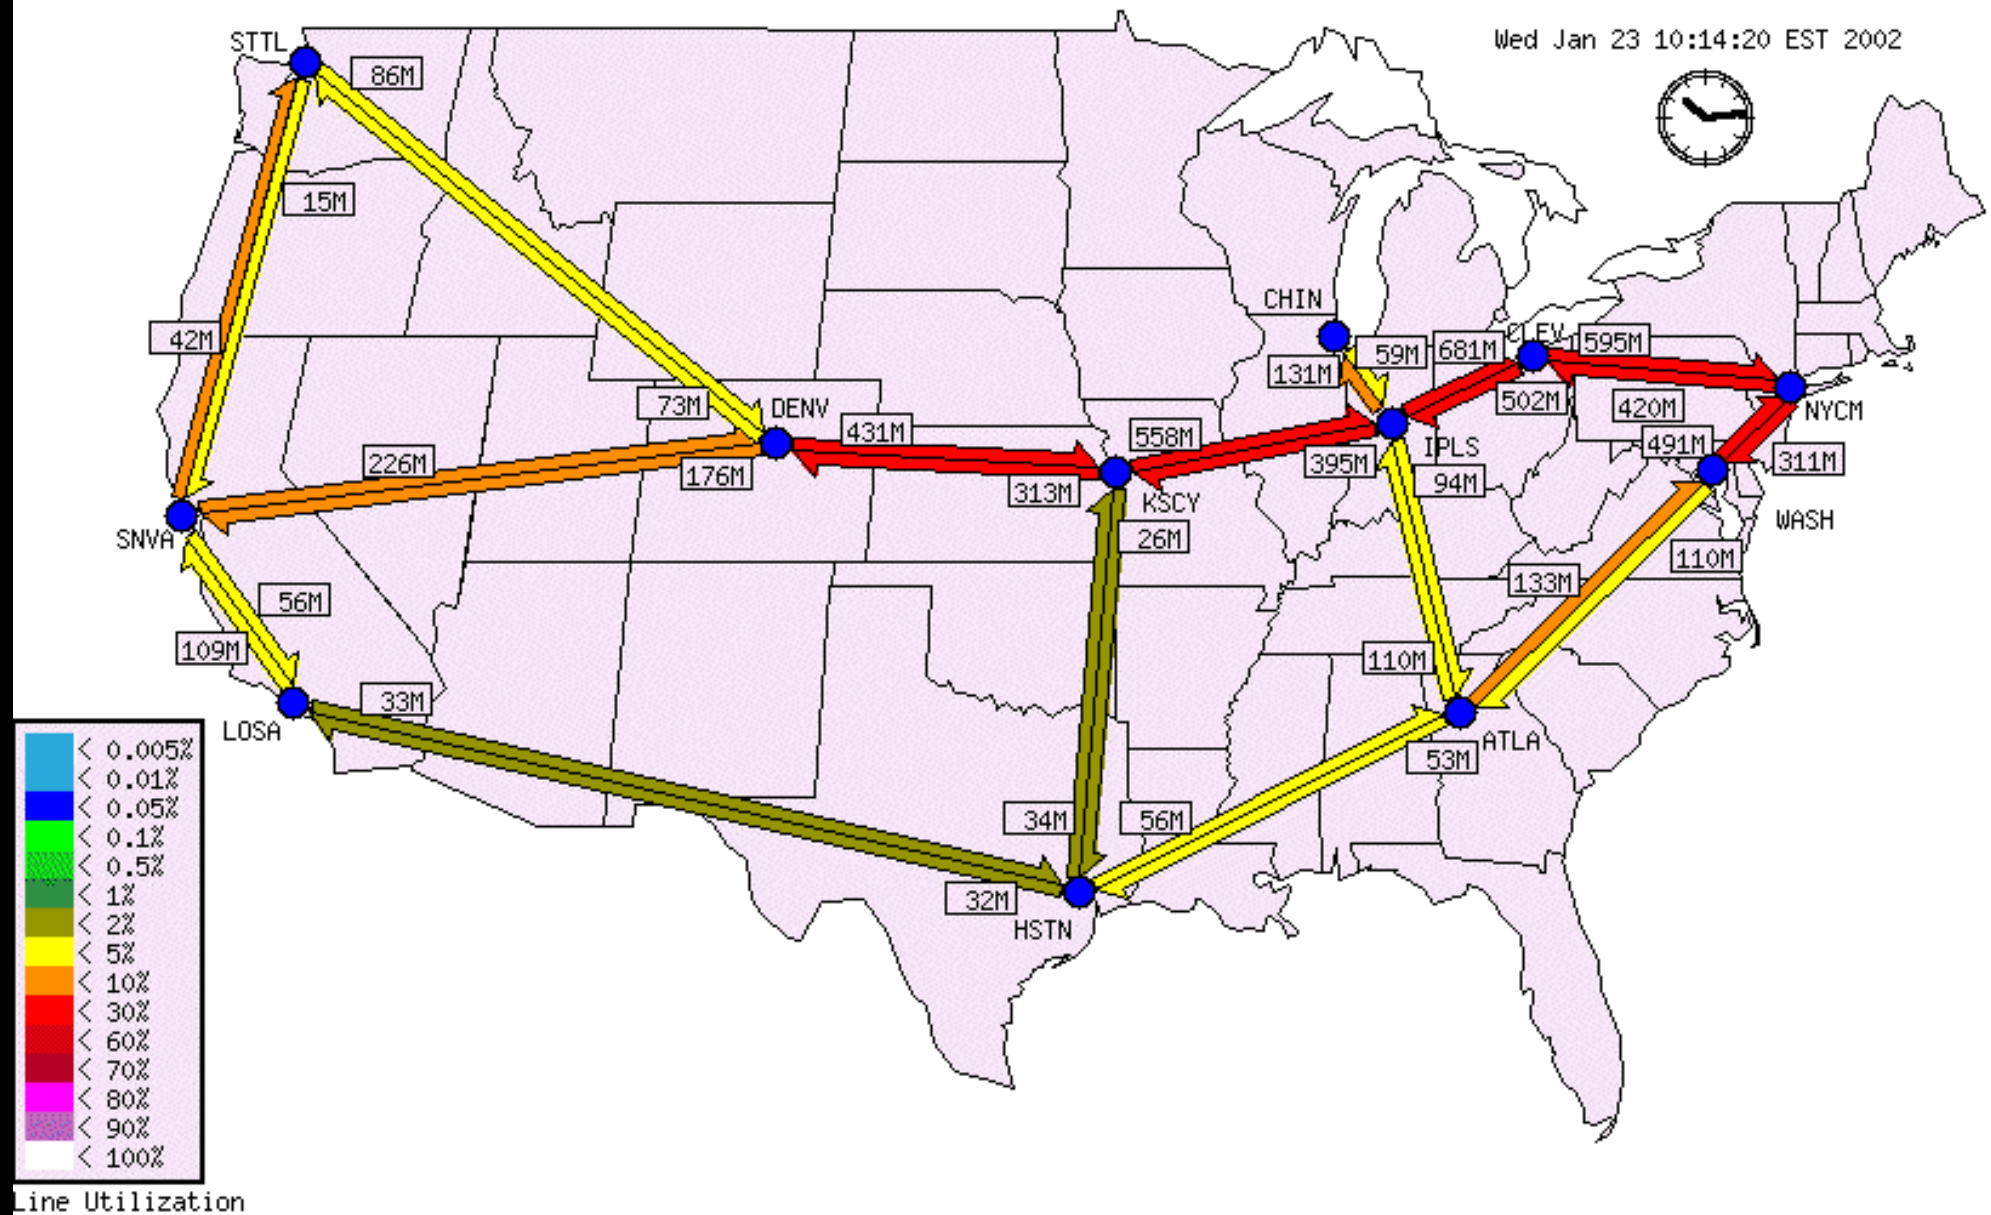 Wed Jan 23 10:14:20 EST 2002
STTL
86M
15M
CHIN
42M
59M
681M
CLEV
595M
131M
73M
DENV
502M
420M
NYCM
431M
558M
IPLS
491M
226M
176M
395M
94M
311M
313M
KSCY
WASH
SNVA
26M
110M
133M
56M
109M
110M
33M
LOSA
ATLA
53M
34M
56M
32M
HSTN
< 0.005%
< 0.01%
< 0.05%
< 0.1%
< 0.5%
< 1%
< 2%
< 5%
< 10%
< 30%
< 60%
< 70%
< 80%
< 90%
< 100%
Line Utilization